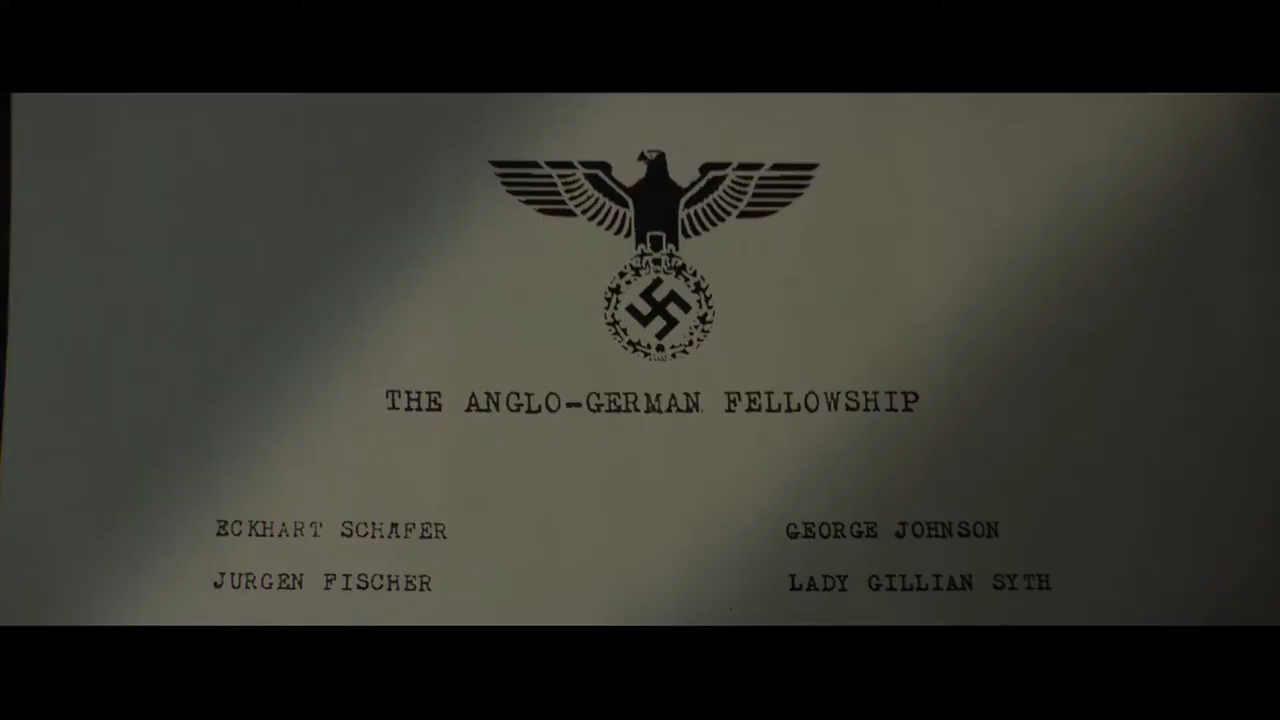 THE ANGLO-GERMAN FELLOWSHIP
ECKHART SCHAFER
GEORGE JOHNSON
JURGEN FISCHER
LADY GILLIAN SYTH